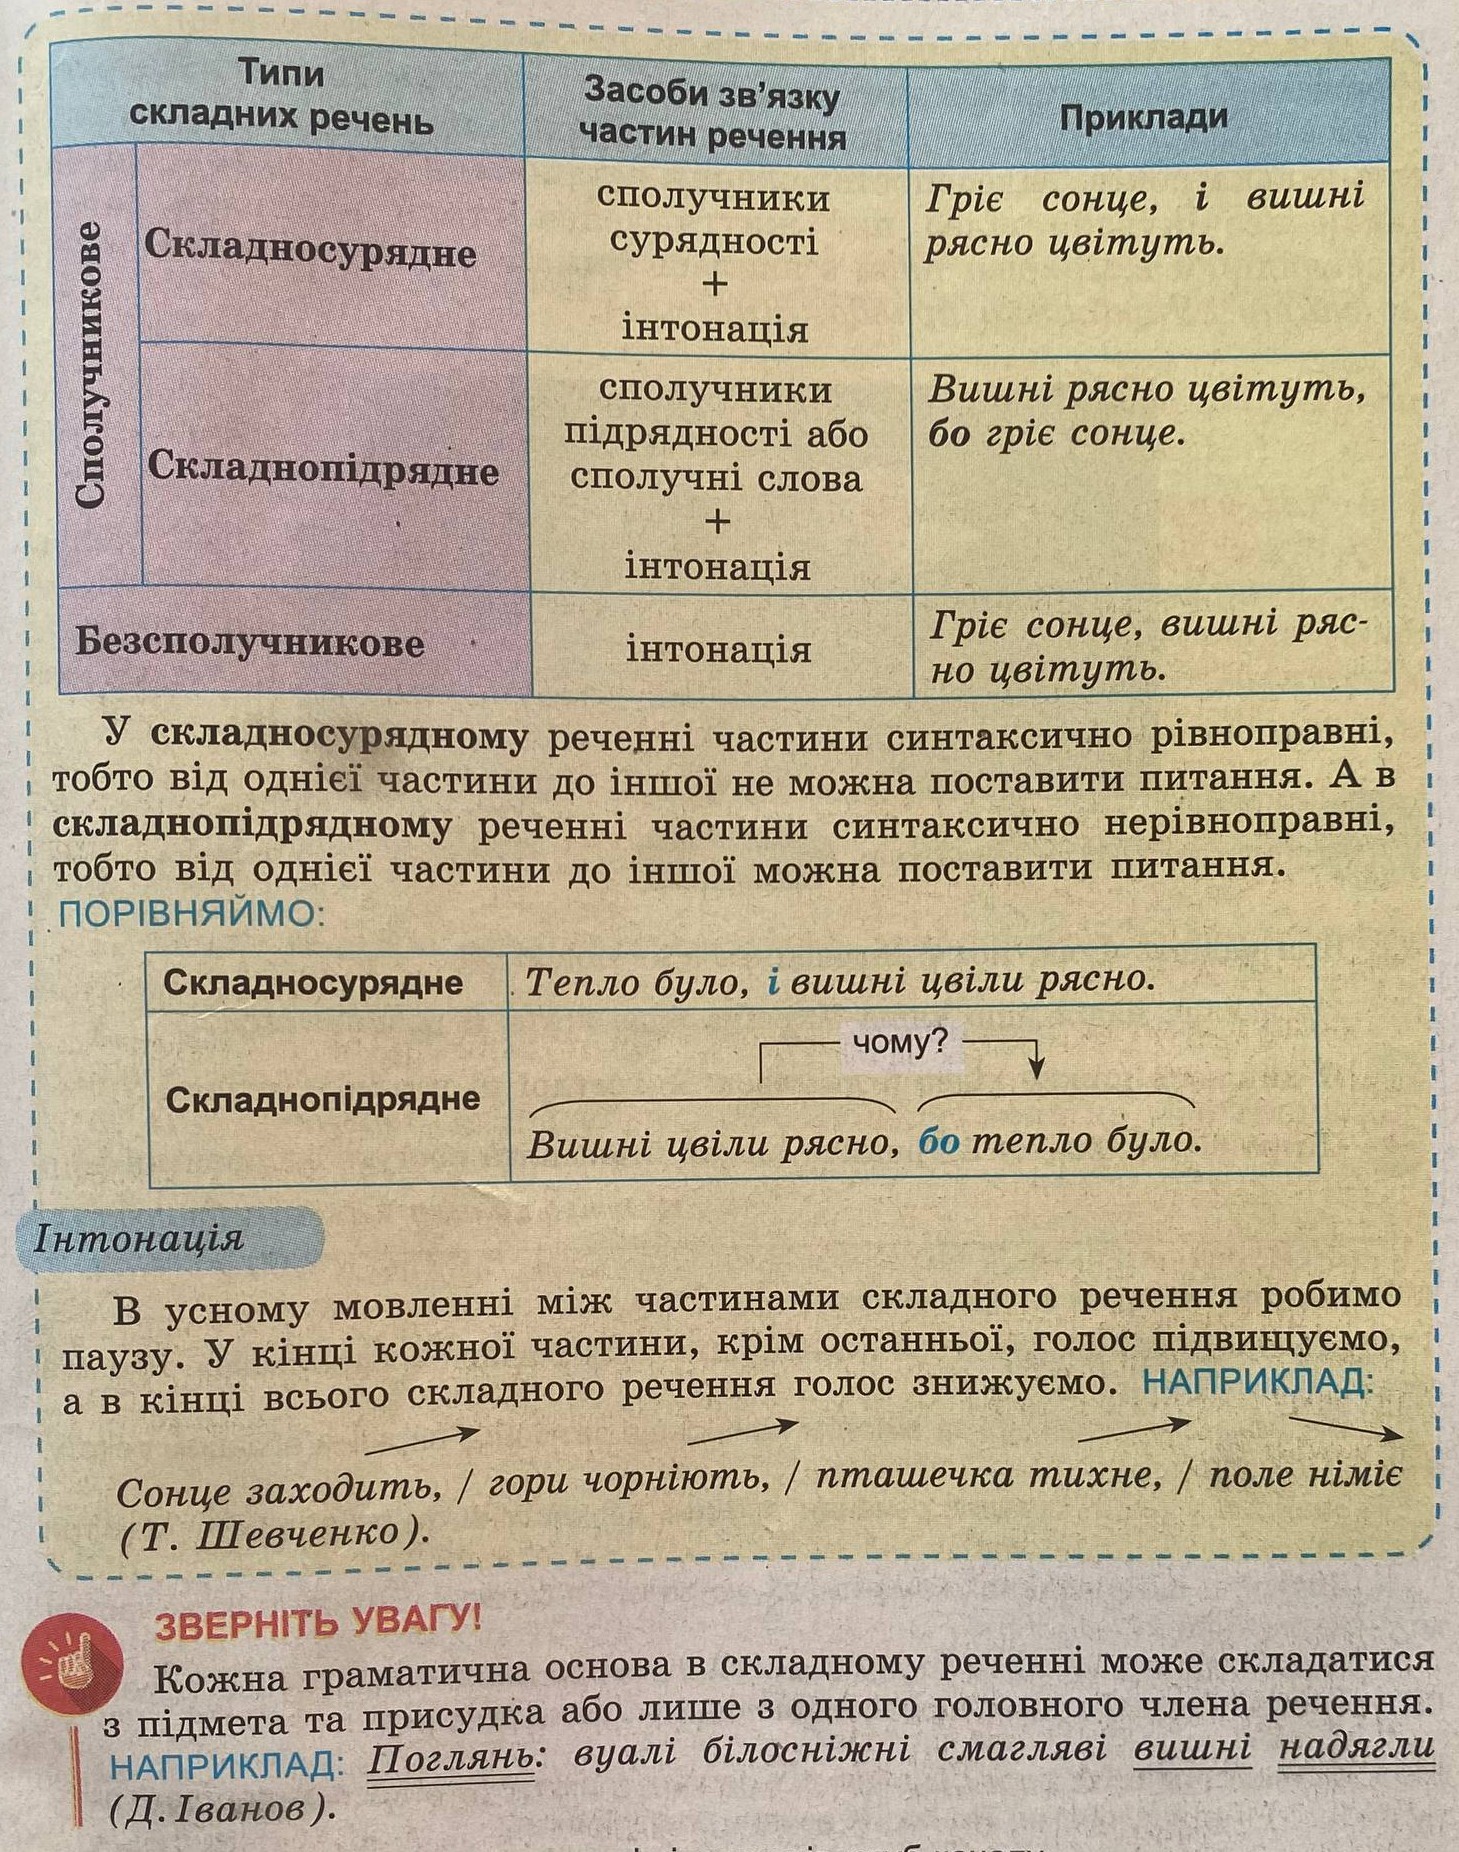 Типи
складних речень
Засоби зв’язку
частин речення
Приклади
Сполучникове
Складносурядне
сполучники
сурядності
+
інтонація
Гріє сонце, і вишні
рясно цвітуть.
Складнопідрядне
сполучники
підрядності або
сполучні слова
+
інтонація
Вишні рясно цвітуть,
бо гріє сонце.
Безсполучникове
інтонація
Гріє сонце, вишні ряс-
но цвітуть.
У складносурядному реченні частини синтаксично рівноправні,
тобто від однієї частини до іншої не можна поставити питання. А в
складнопідрядному реченні частини синтаксично нерівноправні,
тобто від однієї частини до іншої можна поставити питання.
ПОРІВНЯЙМО:
Складносурядне
Тепло було, і вишні цвіли рясно.
Складнопідрядне
чому?
Вишні цвіли рясно, бо тепло було.
Інтонація
В усному мовленні між частинами складного речення робимо
паузу. У кінці кожної частини, крім останньої, голос підвищуємо,
а в кінці всього складного речення голос знижуємо. НАПРИКЛАД:
Сонце заходить, / гори чорніють, / пташечка тихне, / поле німіє
(Т. Шевченко).
ЗВЕРНІТЬ УВАГУ!
Кожна граматична основа в складному реченні може складатися
з підмета та присудка або лише з одного головного члена речення.
НАПРИКЛАД: Поглянь: вуалі білосніжні смагляві вишні надягли
(Д. Іванов).